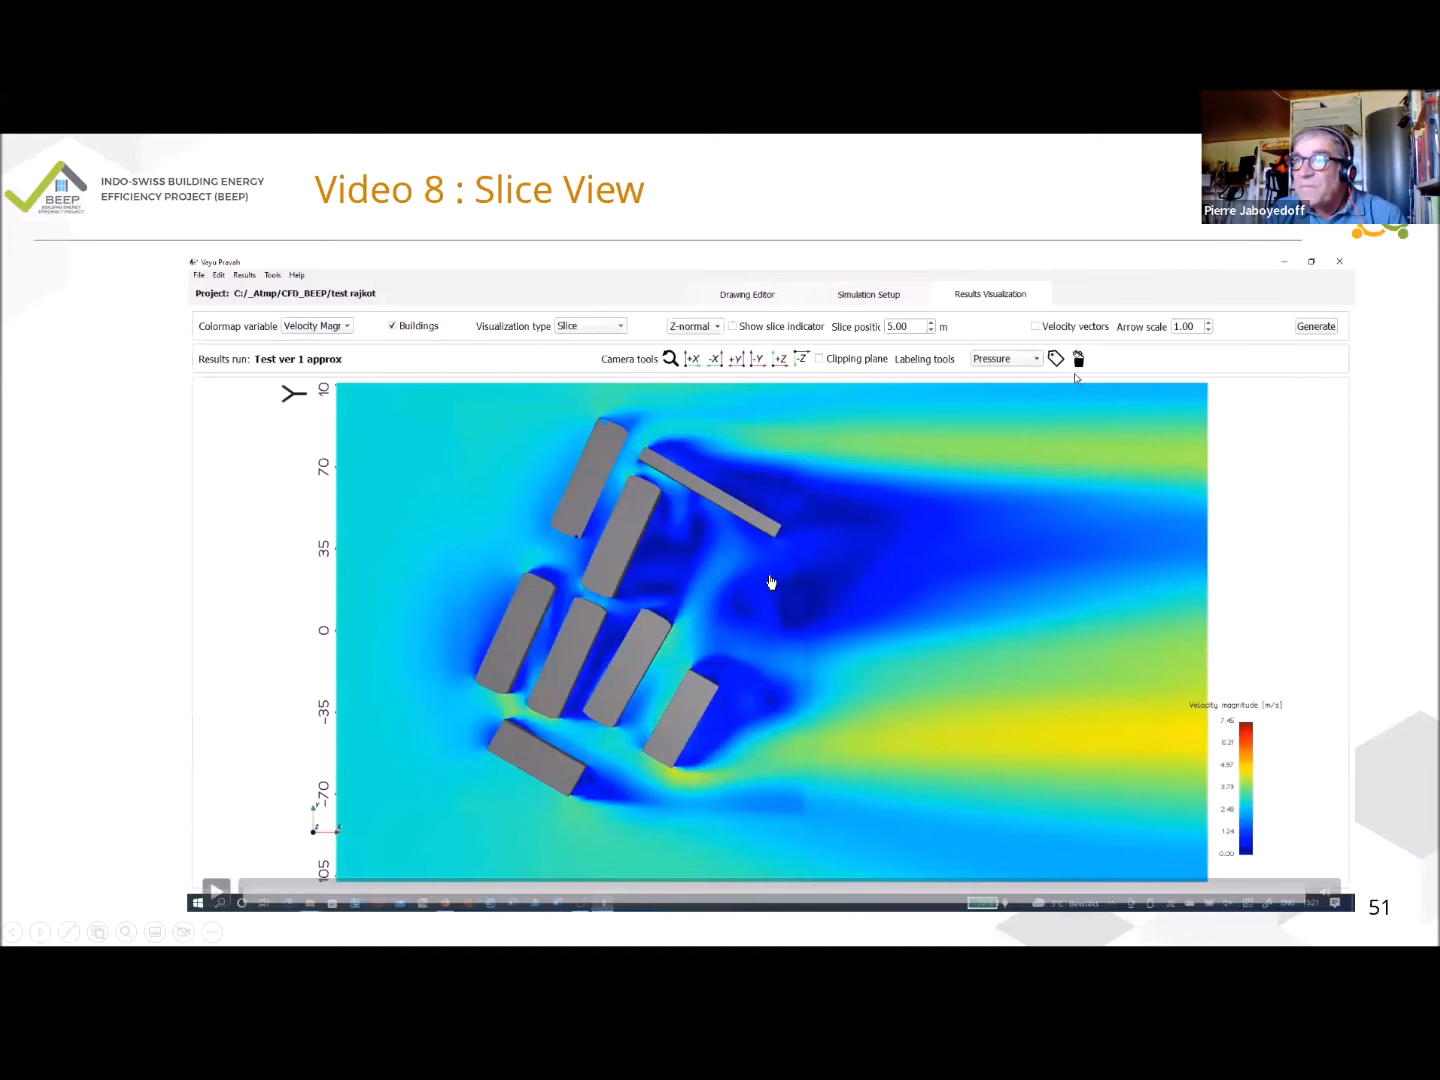 Pierre Jaboyedoff
BEEP
INDO-SWISS BUILDING ENERGY
EFFICIENCY PROJECT (BEEP)
Video 8 : Slice View
Vayu Pravah
File Edit Results Tools Help
Project: C:/_Atmp/CFD_BEEP/test rajkot
Drawing Editor Simulation Setup Results Visualization
Colormap variable Velocity Magr Buildings Visualization type Slice Z-normal Show slice indicator Slice positic 5.00 m Velocity vectors Arrow scale 1.00 Generate
Results run: Test ver 1 approx Camera tools +X -X +Y -Y +Z -Z Clipping plane Labeling tools Pressure
Y
10
70
35
0
-35
-70
105
Y
Z X
Velocity magnitude [m/s]
7.45
6.21
4.97
3.73
2.48
1.24
0.00
3°C Bewölkt
51